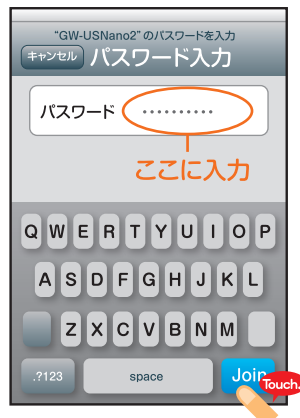 "GW-USNano2" のパスワードを入力
キャンセル パスワード入力
パスワード ••••••••••
ここに入力
Q W E R T Y U I O P
A S D F G H J K L
Z X C V B N M
.?123 space Join
Touch.